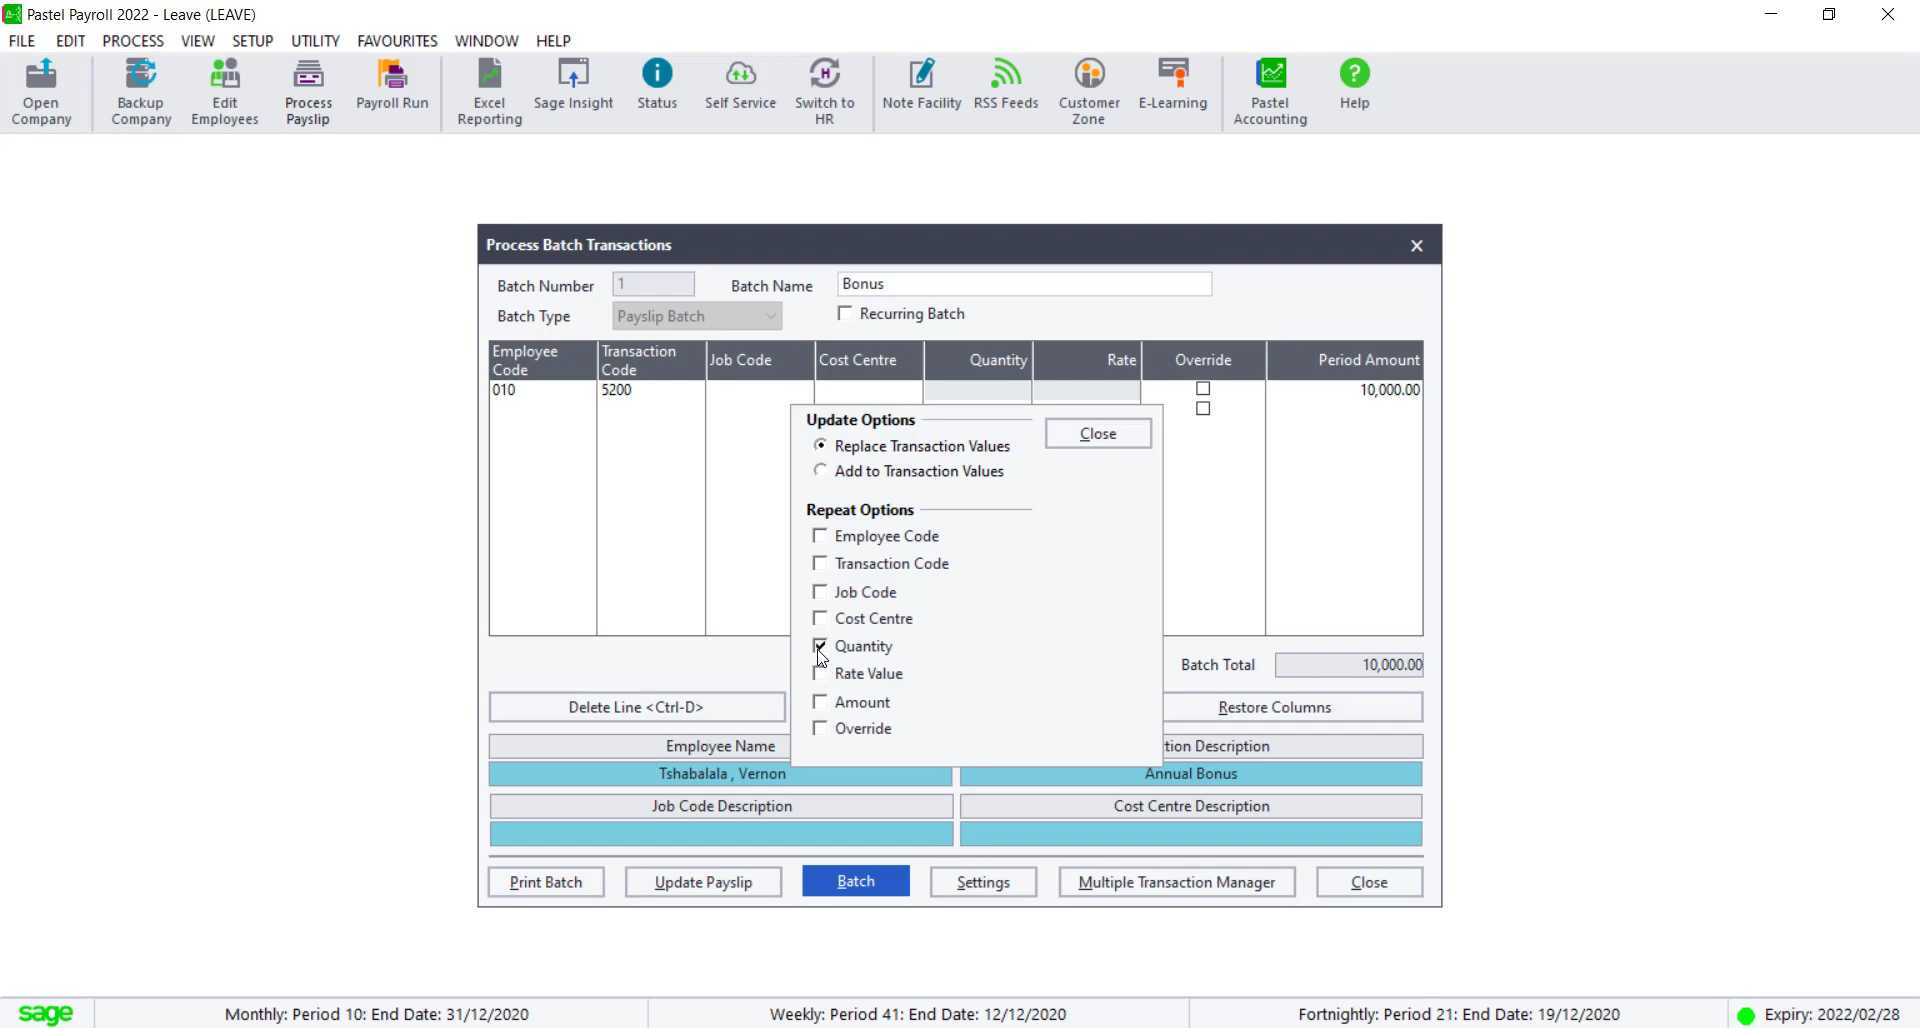 Pastel Payroll 2022 - Leave (LEAVE)
FILE EDIT PROCESS VIEW SETUP UTILITY FAVOURITES WINDOW HELP
Open Company
Backup Company
Edit Employees
Process Payslip
Payroll Run
Excel Reporting
Sage Insight
Status
Self Service
Switch to HR
Note Facility
RSS Feeds
Customer Zone
E-Learning
Pastel Accounting
Help
Process Batch Transactions
Batch Number 1 Batch Name Bonus
Batch Type Payslip Batch Recurring Batch
Employee Code Transaction Code Job Code Cost Centre Quantity Rate Override Period Amount
010 5200 10,000.00
Update Options
Close
Replace Transaction Values
Add to Transaction Values
Repeat Options
Employee Code
Transaction Code
Job Code
Cost Centre
Quantity
Rate Value
Amount
Override
Batch Total 10,000.00
Delete Line <Ctrl-D> Restore Columns
Employee Name tion Description
Tshabalala , Vernon Annual Bonus
Job Code Description Cost Centre Description
Print Batch Update Payslip Batch Settings Multiple Transaction Manager Close
sage Monthly: Period 10: End Date: 31/12/2020 Weekly: Period 41: End Date: 12/12/2020 Fortnightly: Period 21: End Date: 19/12/2020 Expiry: 2022/02/28